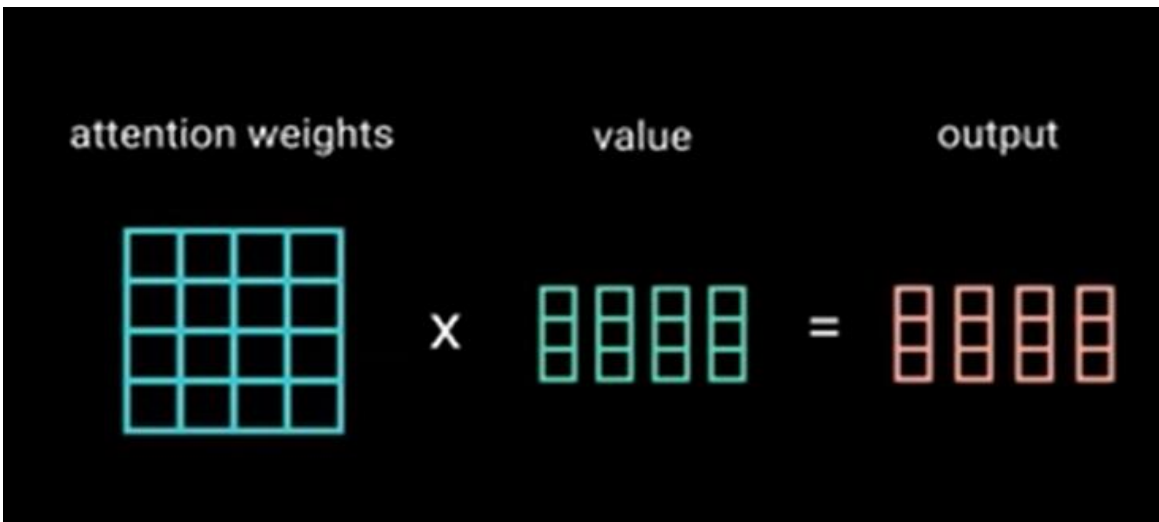 attention weights value output
x =